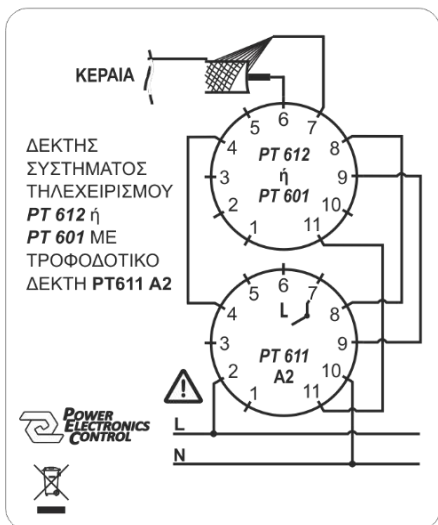 ΚΕΡΑΙΑ
ΔΕΚΤΗΣ
ΣΥΣΤΗΜΑΤΟΣ
ΤΗΛΕΧΕΙΡΙΣΜΟΥ
PT 612 ή
PT 601 ΜΕ
ΤΡΟΦΟΔΟΤΙΚΟ
ΔΕΚΤΗ PT611 A2
5 6 7
4 8
PT 612
3 ή 9
PT 601
2 10
1 11
5 6 7
4 L 8
3 PT 611 9
2 A2 10
1 11
POWER
ELECTRONICS
CONTROL
L
N